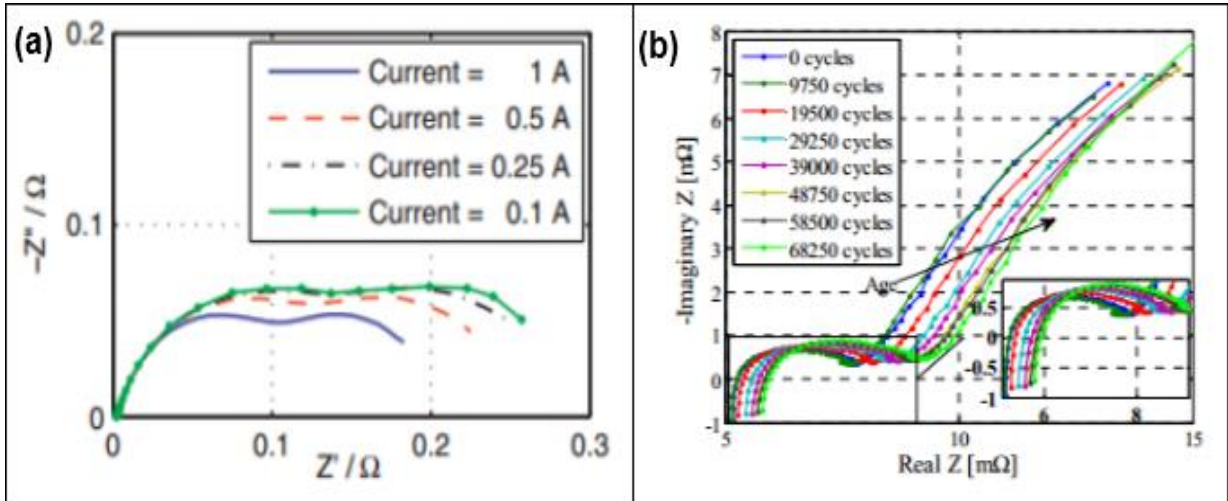 (a)
0.2
0.1
0
-Z" / Ω
Current = 1 A
Current = 0.5 A
Current = 0.25 A
Current = 0.1 A
0
0.1
0.2
0.3
Z' / Ω
(b)
8
7
6
5
4
3
2
1
0
-1
-Imaginary Z [mΩ]
0 cycles
9750 cycles
19500 cycles
29250 cycles
39000 cycles
48750 cycles
58500 cycles
68250 cycles
Age
0.5
0
-0.5
-1
6
8
5
10
15
Real Z [mΩ]